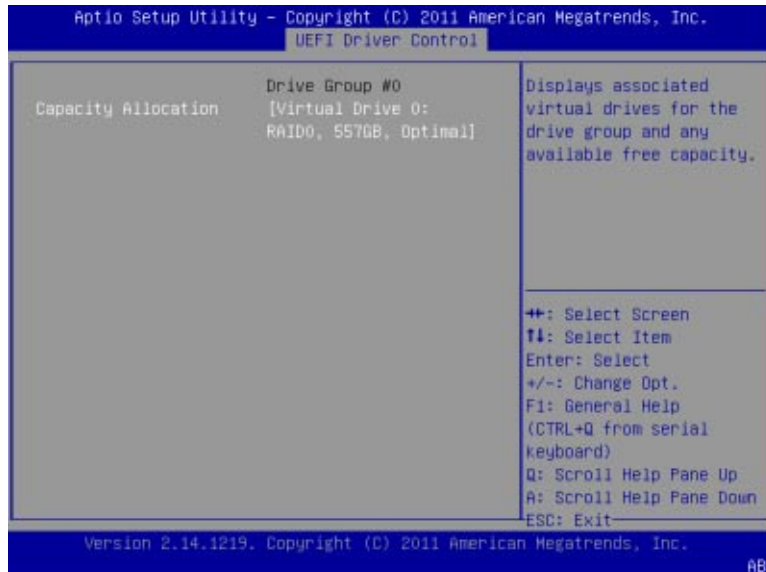 Aptio Setup Utility – Copyright (C) 2011 American Megatrends, Inc.
UEFI Driver Control
Drive Group #0
Capacity Allocation [Virtual Drive 0:
RAID0, 557GB, Optimal]
Displays associated
virtual drives for the
drive group and any
available free capacity.
→←: Select Screen
↑↓: Select Item
Enter: Select
+/-: Change Opt.
F1: General Help
(CTRL+Q from serial
keyboard)
Q: Scroll Help Pane Up
A: Scroll Help Pane Down
ESC: Exit
Version 2.14.1219. Copyright (C) 2011 American Megatrends, Inc.
AB